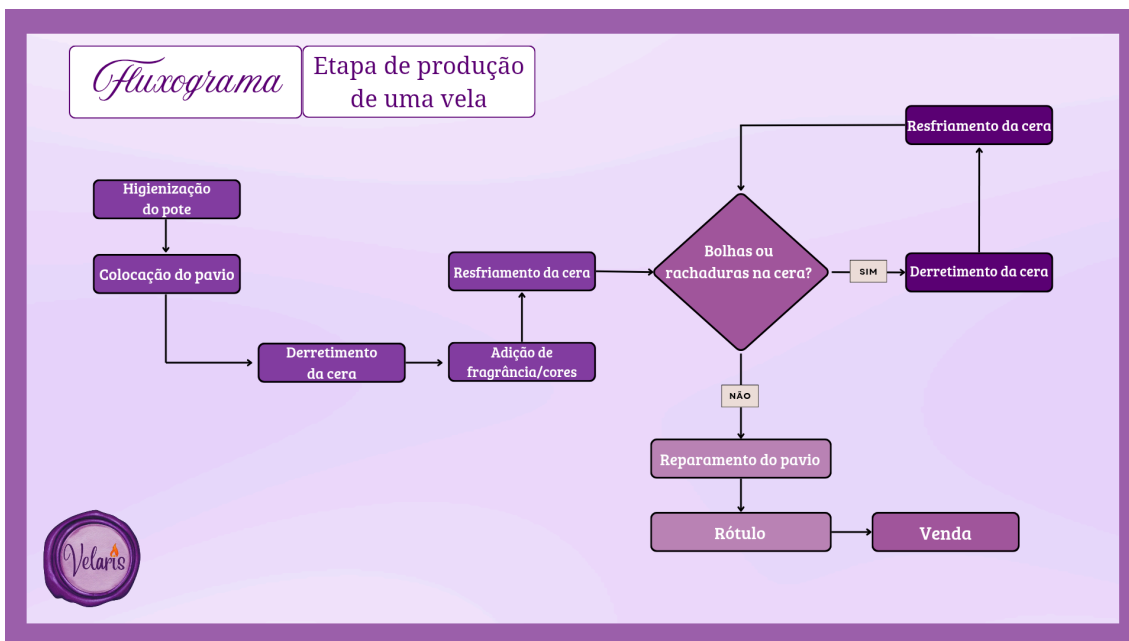 Fluxograma
Etapa de produção
de uma vela
Higienização
do pote
Colocação do pavio
Derretimento
da cera
Adição de
fragrância/cores
Resfriamento da cera
Bolhas ou
rachaduras na cera?
SIM
Derretimento da cera
Resfriamento da cera
NÃO
Reparamento do pavio
Rótulo
Venda
Velaris